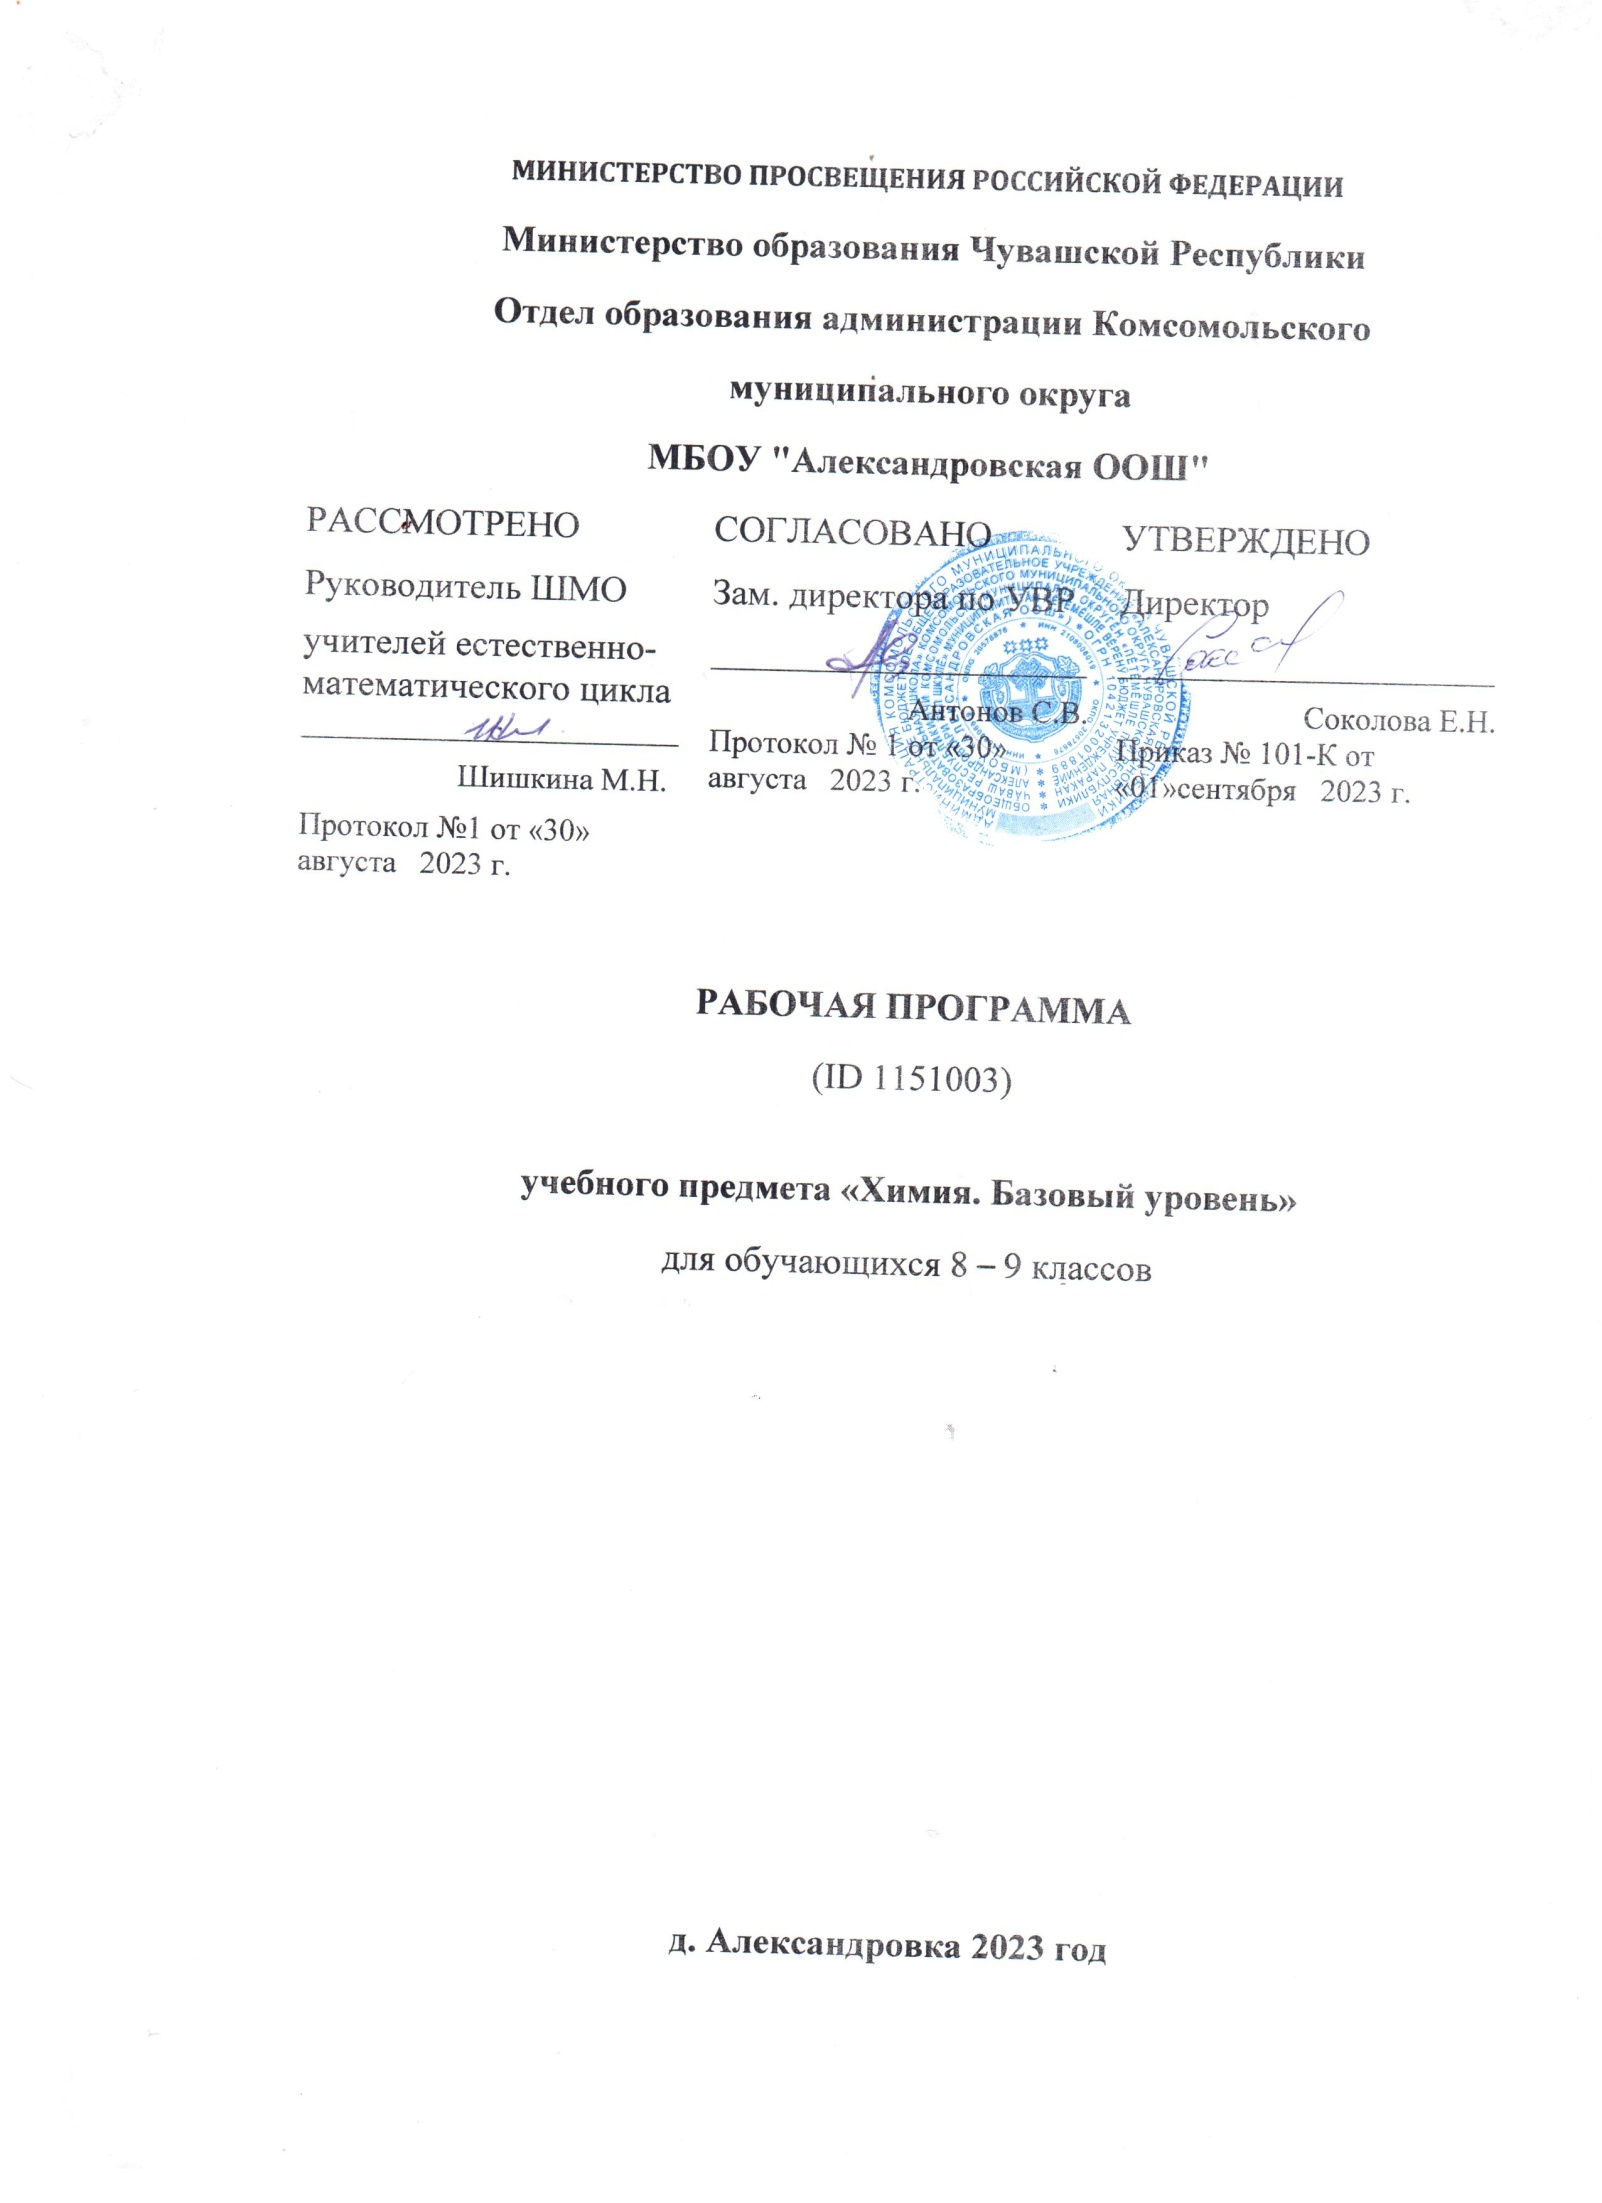 МИНИСТЕРСТВО ПРОСВЕЩЕНИЯ РОССИЙСКОЙ ФЕДЕРАЦИИ
Министерство образования Чувашской Республики
Отдел образования администрации Комсомольского
муниципального округа
МБОУ "Александровская ООШ"
РАССМОТРЕНО
Руководитель ШМО
учителей естественно-
математического цикла
Шишкина М.Н.
Протокол №1 от «30»
августа 2023 г.
СОГЛАСОВАНО
Зам. директора по УВР
Антонов С.В.
Протокол № 1 от «30»
августа 2023 г.
УТВЕРЖДЕНО
Директор
Соколова Е.Н.
Приказ № 101-К от
«01»сентября 2023 г.
РАБОЧАЯ ПРОГРАММА
(ID 1151003)
учебного предмета «Химия. Базовый уровень»
для обучающихся 8 – 9 классов
д. Александровка 2023 год